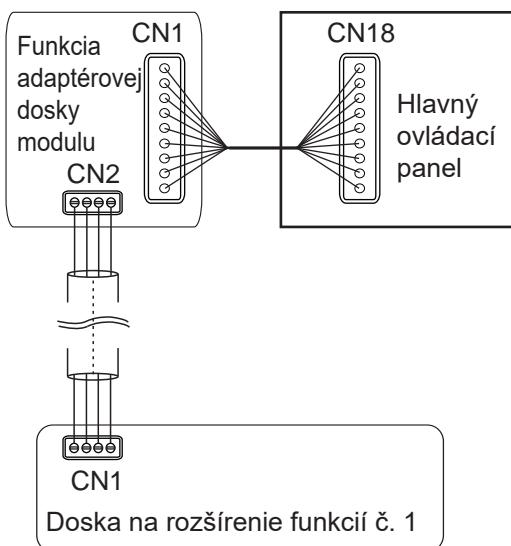 Funkcia
adaptérovej
dosky
modulu
CN1
CN2
CN18
Hlavný
ovládací
panel
CN1
Doska na rozšírenie funkcií č. 1